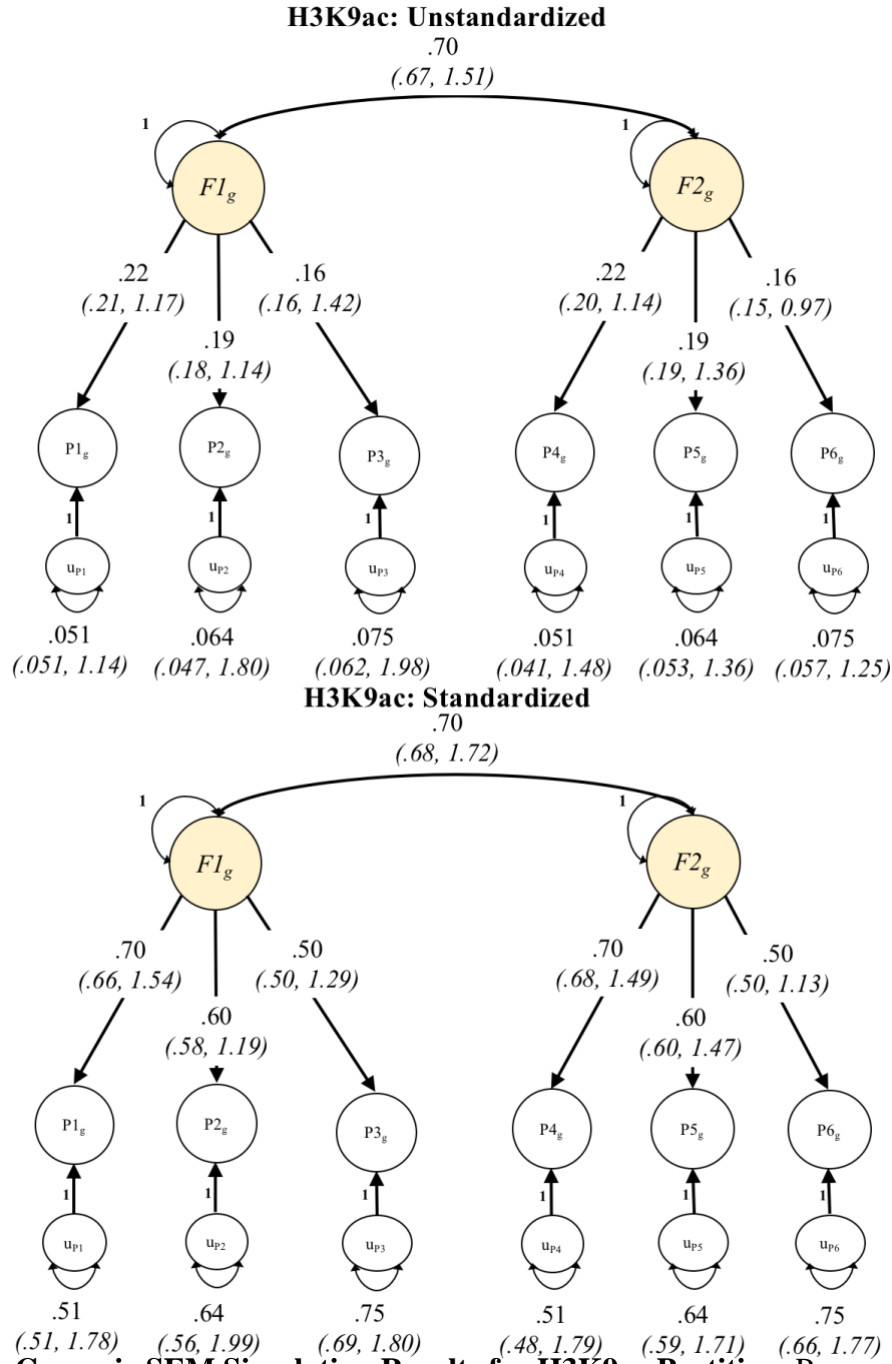 H3K9ac: Unstandardized
.70
(.67, 1.51)
1 1
F1g F2g
.22 .16 .22 .16
(.21, 1.17) (.16, 1.42) (.20, 1.14) (.15, 0.97)
.19 .19
(.18, 1.14) (.19, 1.36)
P1g P2g P3g P4g P5g P6g
1 1 1 1 1 1
uP1 uP2 uP3 uP4 uP5 uP6
.051 .064 .075 .051 .064 .075
(.051, 1.14) (.047, 1.80) (.062, 1.98) (.041, 1.48) (.053, 1.36) (.057, 1.25)
H3K9ac: Standardized
.70
(.68, 1.72)
1 1
F1g F2g
.70 .50 .70 .50
(.66, 1.54) (.50, 1.29) (.68, 1.49) (.50, 1.13)
.60 .60
(.58, 1.19) (.60, 1.47)
P1g P2g P3g P4g P5g P6g
1 1 1 1 1 1
uP1 uP2 uP3 uP4 uP5 uP6
.51 .64 .75 .51 .64 .75
(.51, 1.78) (.56, 1.99) (.69, 1.80) (.48, 1.79) (.59, 1.71) (.66, 1.77)